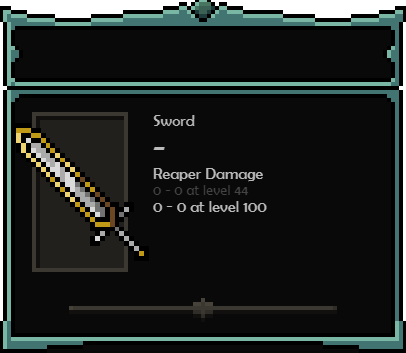 Sword
–
Reaper Damage
0 - 0 at level 44
0 - 0 at level 100